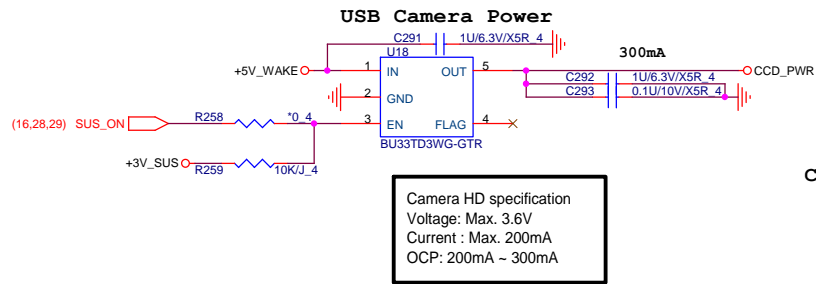 USB Camera Power
C291 1U/6.3V/X5R_4
U18 300mA
+5V_WAKE 1 IN OUT 5 CCD_PWR
C292 1U/6.3V/X5R_4
2 GND C293 0.1U/10V/X5R_4
(16,28,29) SUS_ON R258 *0_4 3 EN FLAG 4
BU33TD3WG-GTR
+3V_SUS R259 10K/J_4
C
Camera HD specification
Voltage: Max. 3.6V
Current : Max. 200mA
OCP: 200mA ~ 300mA